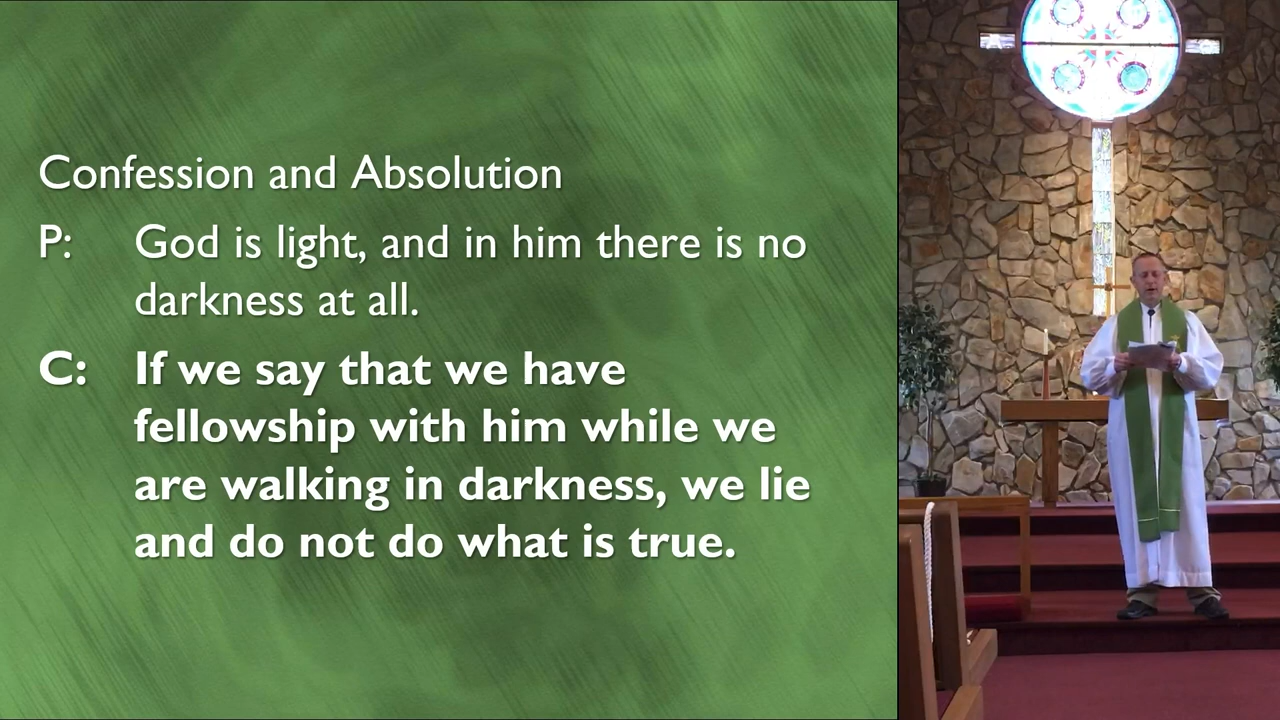 Confession and Absolution
P: God is light, and in him there is no
darkness at all.
C: If we say that we have
fellowship with him while we
are walking in darkness, we lie
and do not do what is true.